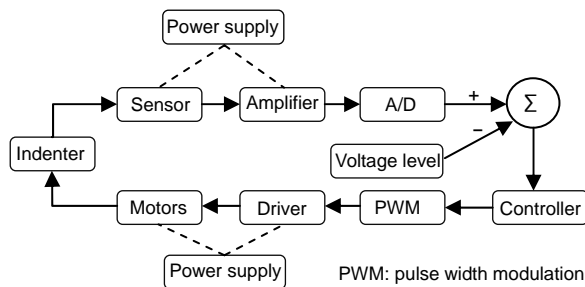 Power supply
Sensor
Amplifier
A/D
+
Σ
−
Indenter
Voltage level
Motors
Driver
PWM
Controller
Power supply
PWM: pulse width modulation